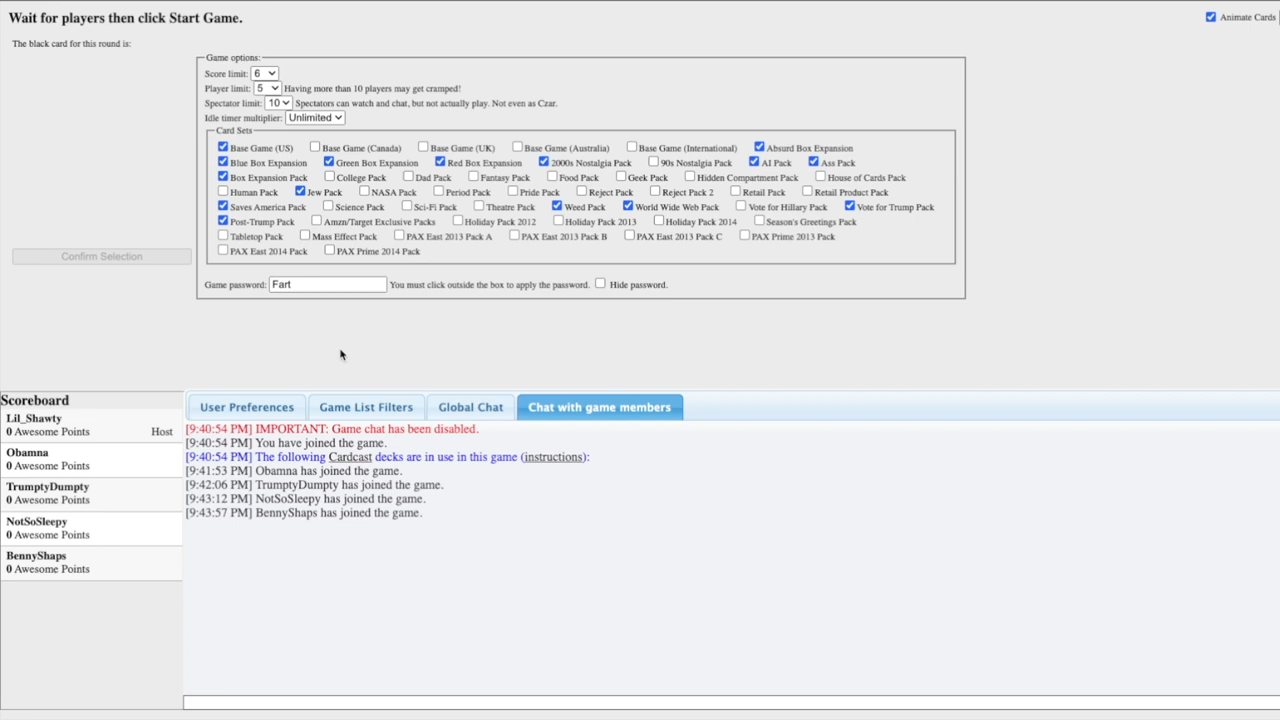 Wait for players then click Start Game.
Animate Cards
The black card for this round is:
Game options:
Score limit: 6
Player limit: 5 Having more than 10 players may get cramped!
Spectator limit: 10 Spectators can watch and chat, but not actually play. Not even as Czar.
Idle timer multiplier: Unlimited
Card Sets
Base Game (US) Base Game (Canada) Base Game (UK) Base Game (Australia) Base Game (International) Absurd Box Expansion
Blue Box Expansion Green Box Expansion Red Box Expansion 2000s Nostalgia Pack 90s Nostalgia Pack AI Pack Ass Pack
Box Expansion Pack College Pack Dad Pack Fantasy Pack Food Pack Geek Pack Hidden Compartment Pack House of Cards Pack
Human Pack Jew Pack NASA Pack Period Pack Pride Pack Reject Pack Reject Pack 2 Retail Pack Retail Product Pack
Saves America Pack Science Pack Sci-Fi Pack Theatre Pack Weed Pack World Wide Web Pack Vote for Hillary Pack Vote for Trump Pack
Post-Trump Pack Amzn/Target Exclusive Packs Holiday Pack 2012 Holiday Pack 2013 Holiday Pack 2014 Season's Greetings Pack
Tabletop Pack Mass Effect Pack PAX East 2013 Pack A PAX East 2013 Pack B PAX East 2013 Pack C PAX Prime 2013 Pack
PAX East 2014 Pack PAX Prime 2014 Pack
Confirm Selection
Game password: Fart You must click outside the box to apply the password. Hide password.
Scoreboard
Lil_Shawty
0 Awesome Points Host
Obamna
0 Awesome Points
TrumptyDumpty
0 Awesome Points
NotSoSleepy
0 Awesome Points
BennyShaps
0 Awesome Points
User Preferences Game List Filters Global Chat Chat with game members
[9:40:54 PM] IMPORTANT: Game chat has been disabled.
[9:40:54 PM] You have joined the game.
[9:40:54 PM] The following Cardcast decks are in use in this game (instructions):
[9:41:53 PM] Obamna has joined the game.
[9:42:06 PM] TrumptyDumpty has joined the game.
[9:43:12 PM] NotSoSleepy has joined the game.
[9:43:57 PM] BennyShaps has joined the game.